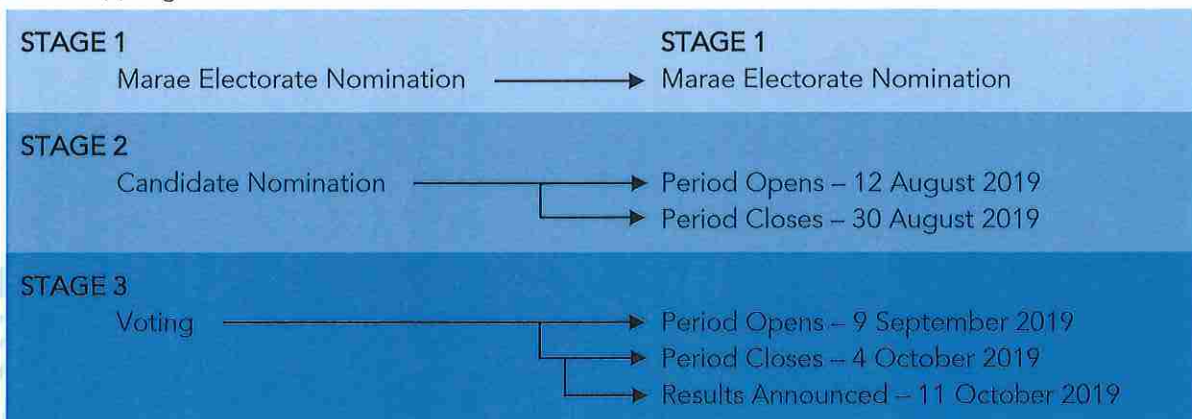 STAGE 1
Marae Electorate Nomination
STAGE 1
Marae Electorate Nomination
STAGE 2
Candidate Nomination
Period Opens – 12 August 2019
Period Closes – 30 August 2019
STAGE 3
Voting
Period Opens – 9 September 2019
Period Closes – 4 October 2019
Results Announced – 11 October 2019